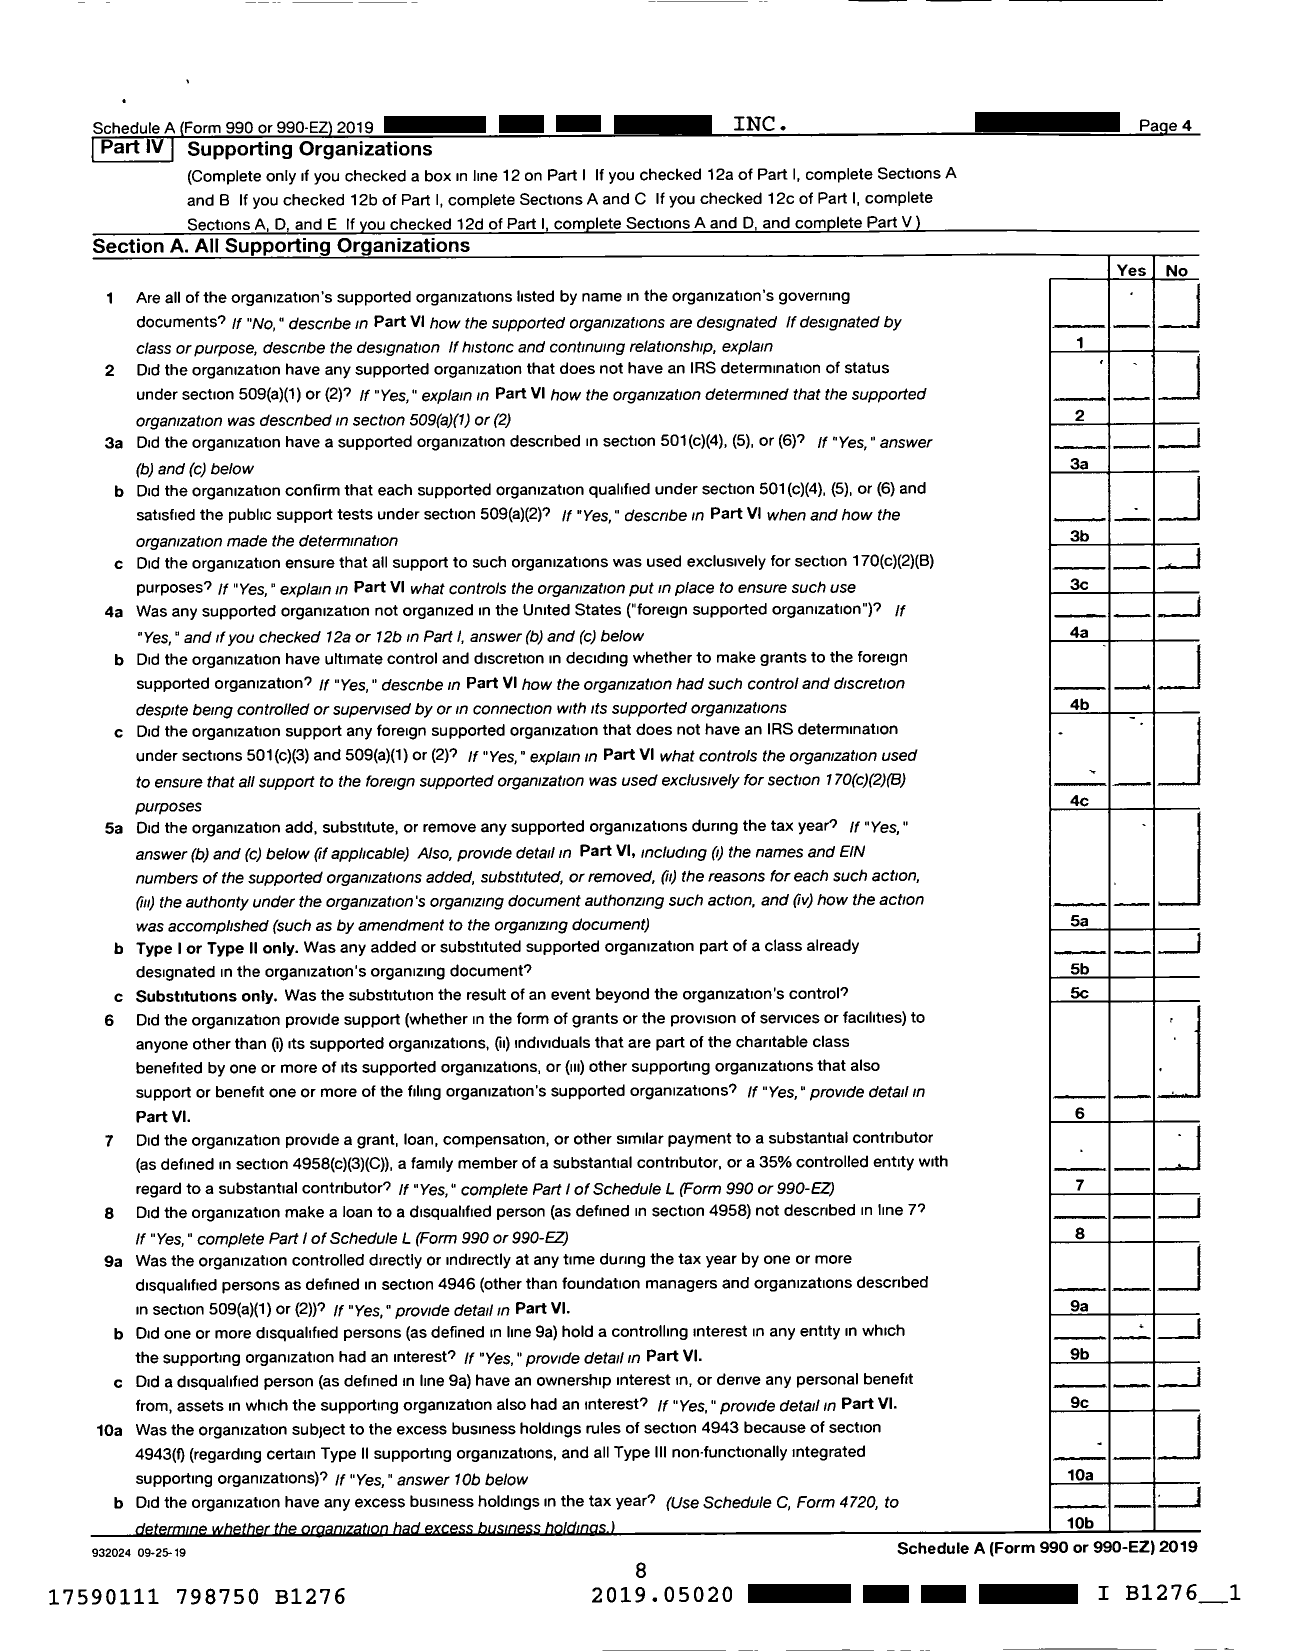 Schedule A (Form 990 or 990-EZ) 2019 INC. Page 4
Part IV Supporting Organizations
(Complete only if you checked a box in line 12 on Part I If you checked 12a of Part I, complete Sections A
and B If you checked 12b of Part I, complete Sections A and C If you checked 12c of Part I, complete
Sections A, D, and E If you checked 12d of Part I, complete Sections A and D, and complete Part V )
Section A. All Supporting Organizations
Yes No
1 Are all of the organization's supported organizations listed by name in the organization's governing
documents? If "No," describe in Part VI how the supported organizations are designated If designated by
class or purpose, describe the designation If historic and continuing relationship, explain 1
2 Did the organization have any supported organization that does not have an IRS determination of status
under section 509(a)(1) or (2)? If "Yes," explain in Part VI how the organization determined that the supported
organization was described in section 509(a)(1) or (2) 2
3a Did the organization have a supported organization described in section 501(c)(4), (5), or (6)? If "Yes," answer
(b) and (c) below 3a
b Did the organization confirm that each supported organization qualified under section 501(c)(4), (5), or (6) and
satisfied the public support tests under section 509(a)(2)? If "Yes," describe in Part VI when and how the
organization made the determination 3b
c Did the organization ensure that all support to such organizations was used exclusively for section 170(c)(2)(B)
purposes? If "Yes," explain in Part VI what controls the organization put in place to ensure such use 3c
4a Was any supported organization not organized in the United States ("foreign supported organization")? If
"Yes," and if you checked 12a or 12b in Part I, answer (b) and (c) below 4a
b Did the organization have ultimate control and discretion in deciding whether to make grants to the foreign
supported organization? If "Yes," describe in Part VI how the organization had such control and discretion
despite being controlled or supervised by or in connection with its supported organizations 4b
c Did the organization support any foreign supported organization that does not have an IRS determination
under sections 501(c)(3) and 509(a)(1) or (2)? If "Yes," explain in Part VI what controls the organization used
to ensure that all support to the foreign supported organization was used exclusively for section 170(c)(2)(B)
purposes 4c
5a Did the organization add, substitute, or remove any supported organizations during the tax year? If "Yes,"
answer (b) and (c) below (if applicable) Also, provide detail in Part VI, including (i) the names and EIN
numbers of the supported organizations added, substituted, or removed, (ii) the reasons for each such action,
(iii) the authority under the organization's organizing document authorizing such action, and (iv) how the action
was accomplished (such as by amendment to the organizing document) 5a
b Type I or Type II only. Was any added or substituted supported organization part of a class already
designated in the organization's organizing document? 5b
c Substitutions only. Was the substitution the result of an event beyond the organization's control? 5c
6 Did the organization provide support (whether in the form of grants or the provision of services or facilities) to
anyone other than (i) its supported organizations, (ii) individuals that are part of the charitable class
benefited by one or more of its supported organizations, or (iii) other supporting organizations that also
support or benefit one or more of the filing organization's supported organizations? If "Yes," provide detail in
Part VI. 6
7 Did the organization provide a grant, loan, compensation, or other similar payment to a substantial contributor
(as defined in section 4958(c)(3)(C)), a family member of a substantial contributor, or a 35% controlled entity with
regard to a substantial contributor? If "Yes," complete Part I of Schedule L (Form 990 or 990-EZ) 7
8 Did the organization make a loan to a disqualified person (as defined in section 4958) not described in line 7?
If "Yes," complete Part I of Schedule L (Form 990 or 990-EZ) 8
9a Was the organization controlled directly or indirectly at any time during the tax year by one or more
disqualified persons as defined in section 4946 (other than foundation managers and organizations described
in section 509(a)(1) or (2))? If "Yes," provide detail in Part VI. 9a
b Did one or more disqualified persons (as defined in line 9a) hold a controlling interest in any entity in which
the supporting organization had an interest? If "Yes," provide detail in Part VI. 9b
c Did a disqualified person (as defined in line 9a) have an ownership interest in, or derive any personal benefit
from, assets in which the supporting organization also had an interest? If "Yes," provide detail in Part VI. 9c
10a Was the organization subject to the excess business holdings rules of section 4943 because of section
4943(f) (regarding certain Type II supporting organizations, and all Type III non-functionally integrated
supporting organizations)? If "Yes," answer 10b below 10a
b Did the organization have any excess business holdings in the tax year? (Use Schedule C, Form 4720, to
determine whether the organization had excess business holdings.) 10b
932024 09-25-19 Schedule A (Form 990 or 990-EZ) 2019
8
17590111 798750 B1276 2019.05020 I B1276__1